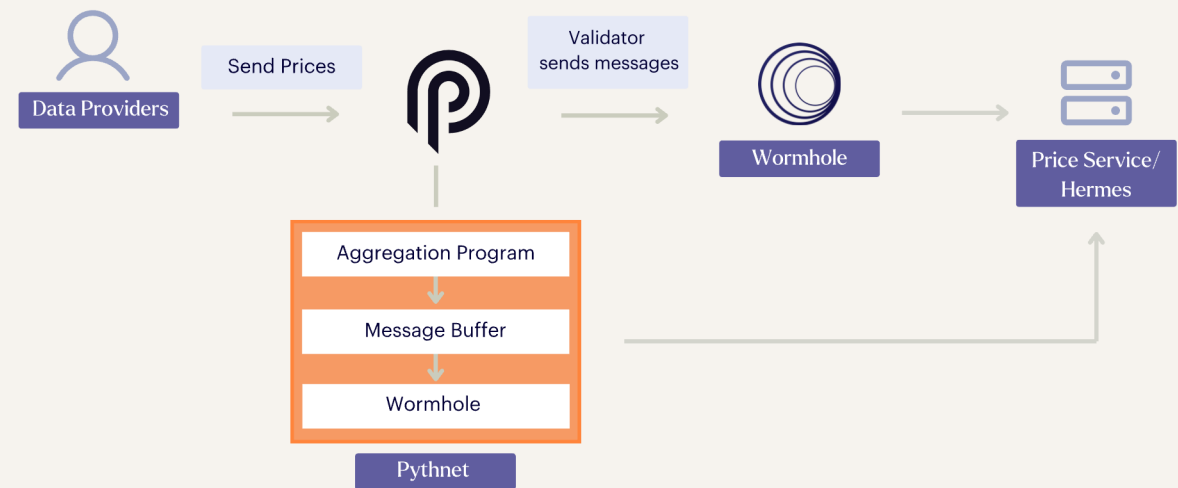 Data Providers
Send Prices
Validator
sends messages
Wormhole
Price Service/
Hermes
Aggregation Program
Message Buffer
Wormhole
Pythnet